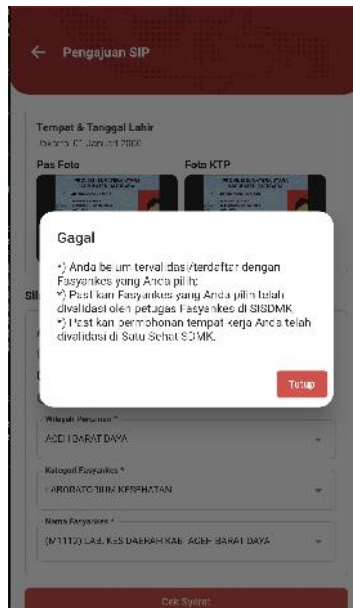 Pengajuan SIP
Tempat & Tanggal Lahir
Jakarta, 01 Januari 2000
Pas Foto
Foto KTP
Gagal
*) Anda belum tervalidasi/terdaftar dengan
Fasyankes yang Anda pilih;
*) Pastikan Fasyankes yang Anda pilih telah
divalidasi oleh petugas Fasyankes di SISDMK;
*) Pastikan permohonan tempat kerja Anda telah
divalidasi di Satu Sehat SDMK.
Tutup
Wilayah Perizinan *
ACEH BARAT DAYA
Kategori Fasyankes *
LABORATORIUM KESEHATAN
Nama Fasyankes *
(M1112) LAB. KES DAERAH KAB. ACEH BARAT DAYA
Cek Syarat